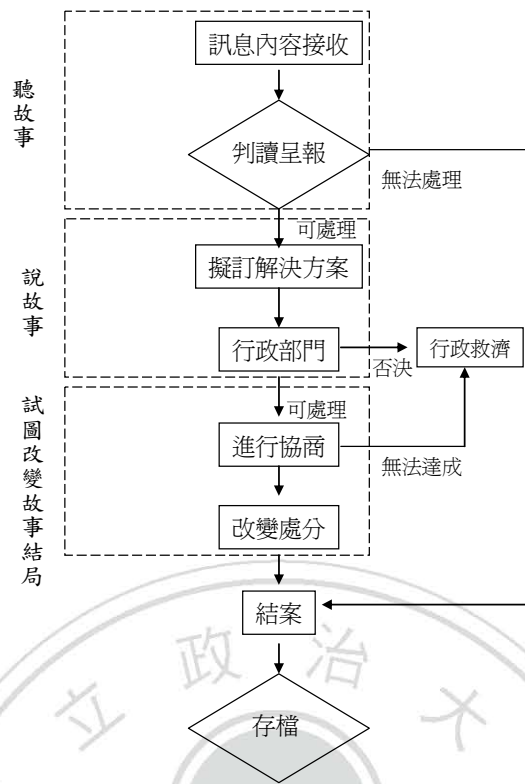 聽故事
訊息內容接收
判讀呈報
無法處理
可處理
說故事
擬訂解決方案
行政部門
否決
行政救濟
可處理
試圖改變故事結局
進行協商
無法達成
改變處分
結案
存檔
立政治大